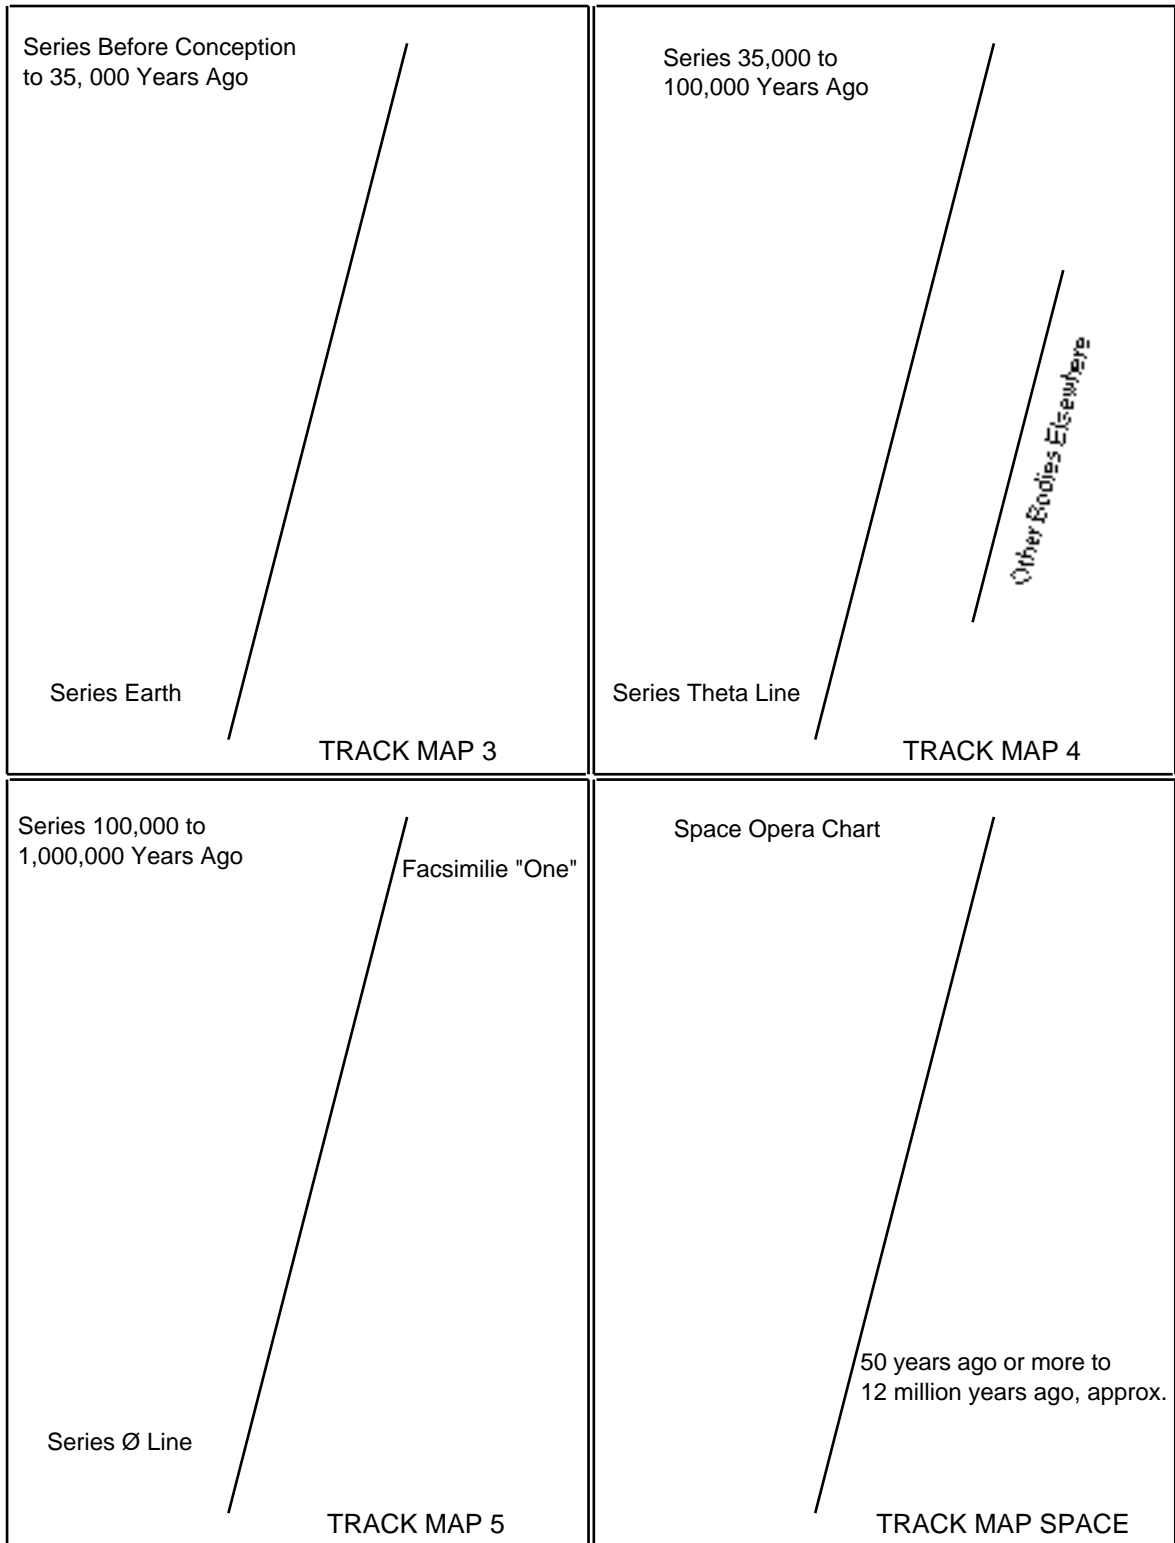 Series Before Conception
to 35, 000 Years Ago
Series Earth
TRACK MAP 3
Series 35,000 to
100,000 Years Ago
Other Bodies Elsewhere
Series Theta Line
TRACK MAP 4
Series 100,000 to
1,000,000 Years Ago
Facsimilie "One"
Series Ø Line
TRACK MAP 5
Space Opera Chart
50 years ago or more to
12 million years ago, approx.
TRACK MAP SPACE